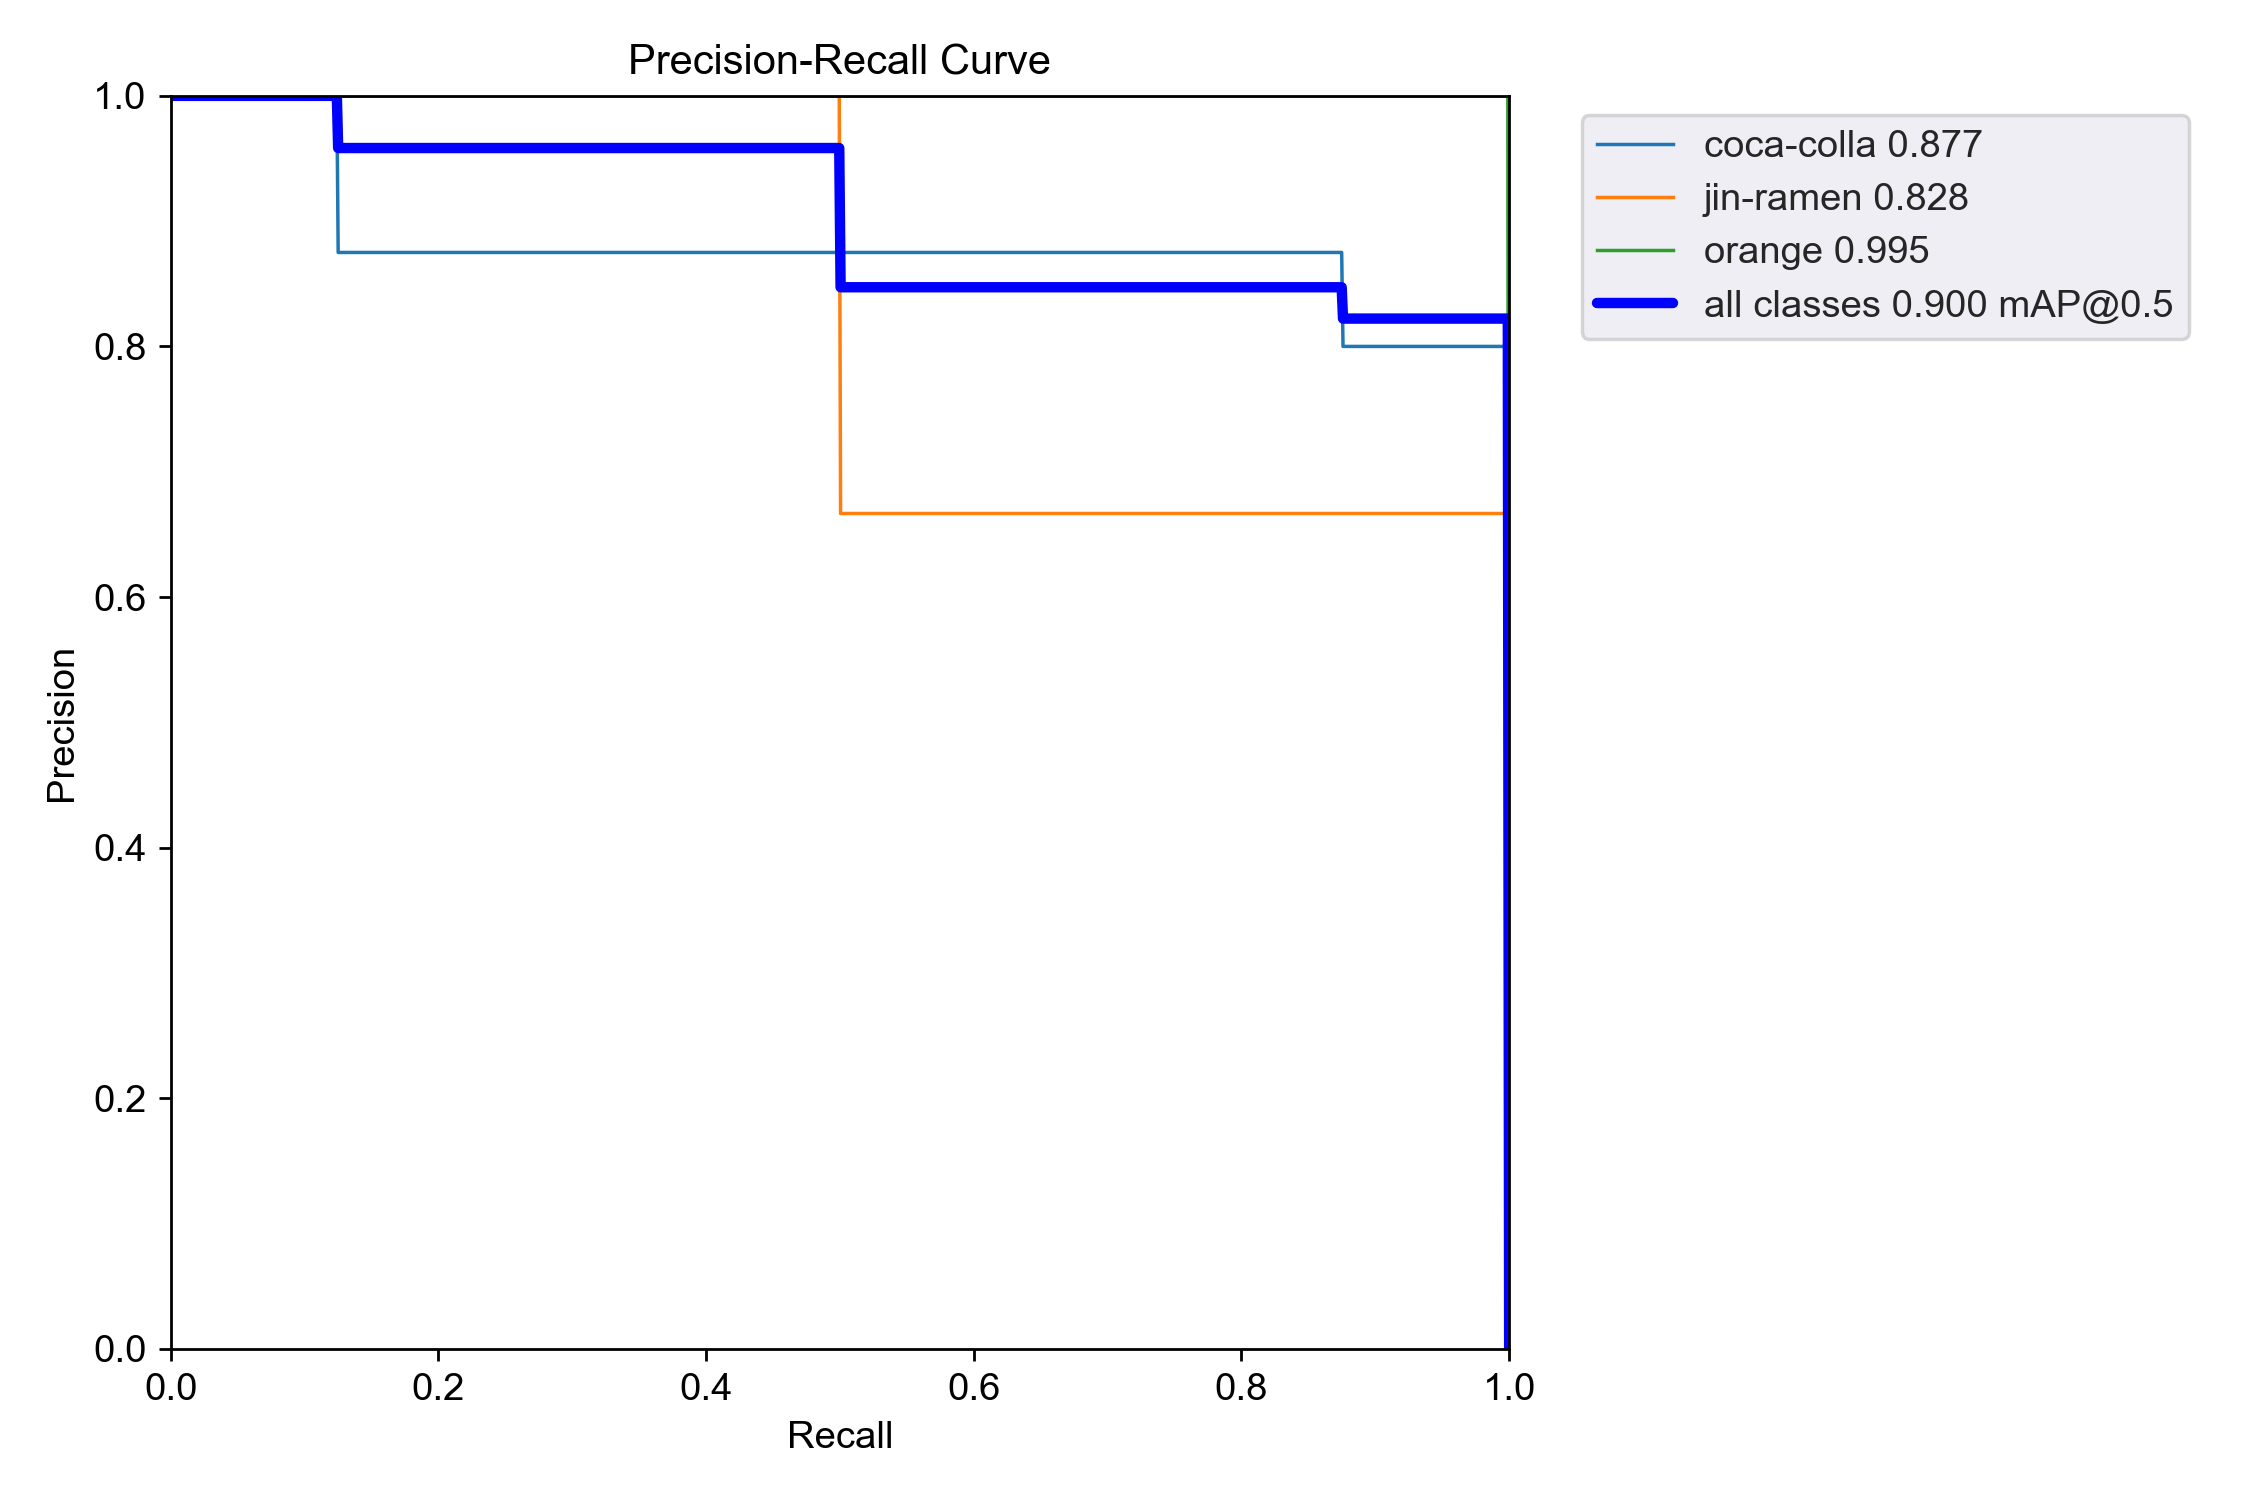 Precision-Recall Curve
1.0
0.8
0.6
0.4
0.2
0.0
Precision
0.0 0.2 0.4 0.6 0.8 1.0
Recall
coca-colla 0.877
jin-ramen 0.828
orange 0.995
all classes 0.900 mAP@0.5